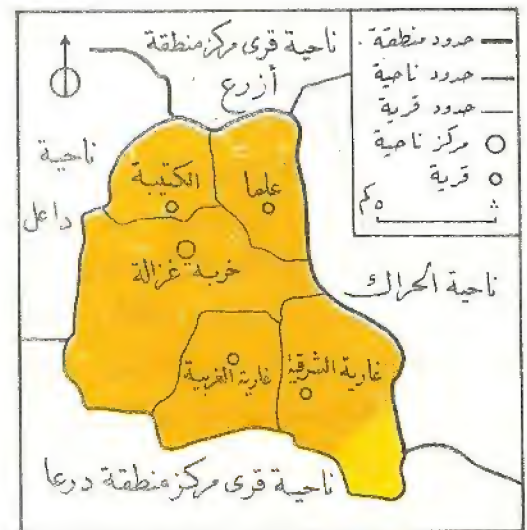 ناحية قرى مركز منطقة
أزرع
حدود منطقة
حدود ناحية
حدود قرية
مركز ناحية
قرية
كم
ناحية
داعل
الكتيبة
علما
خربة غزالة
ناحية الحراك
غارية الغربية
غارية الشرقية
ناحية قرى مركز منطقة درعا